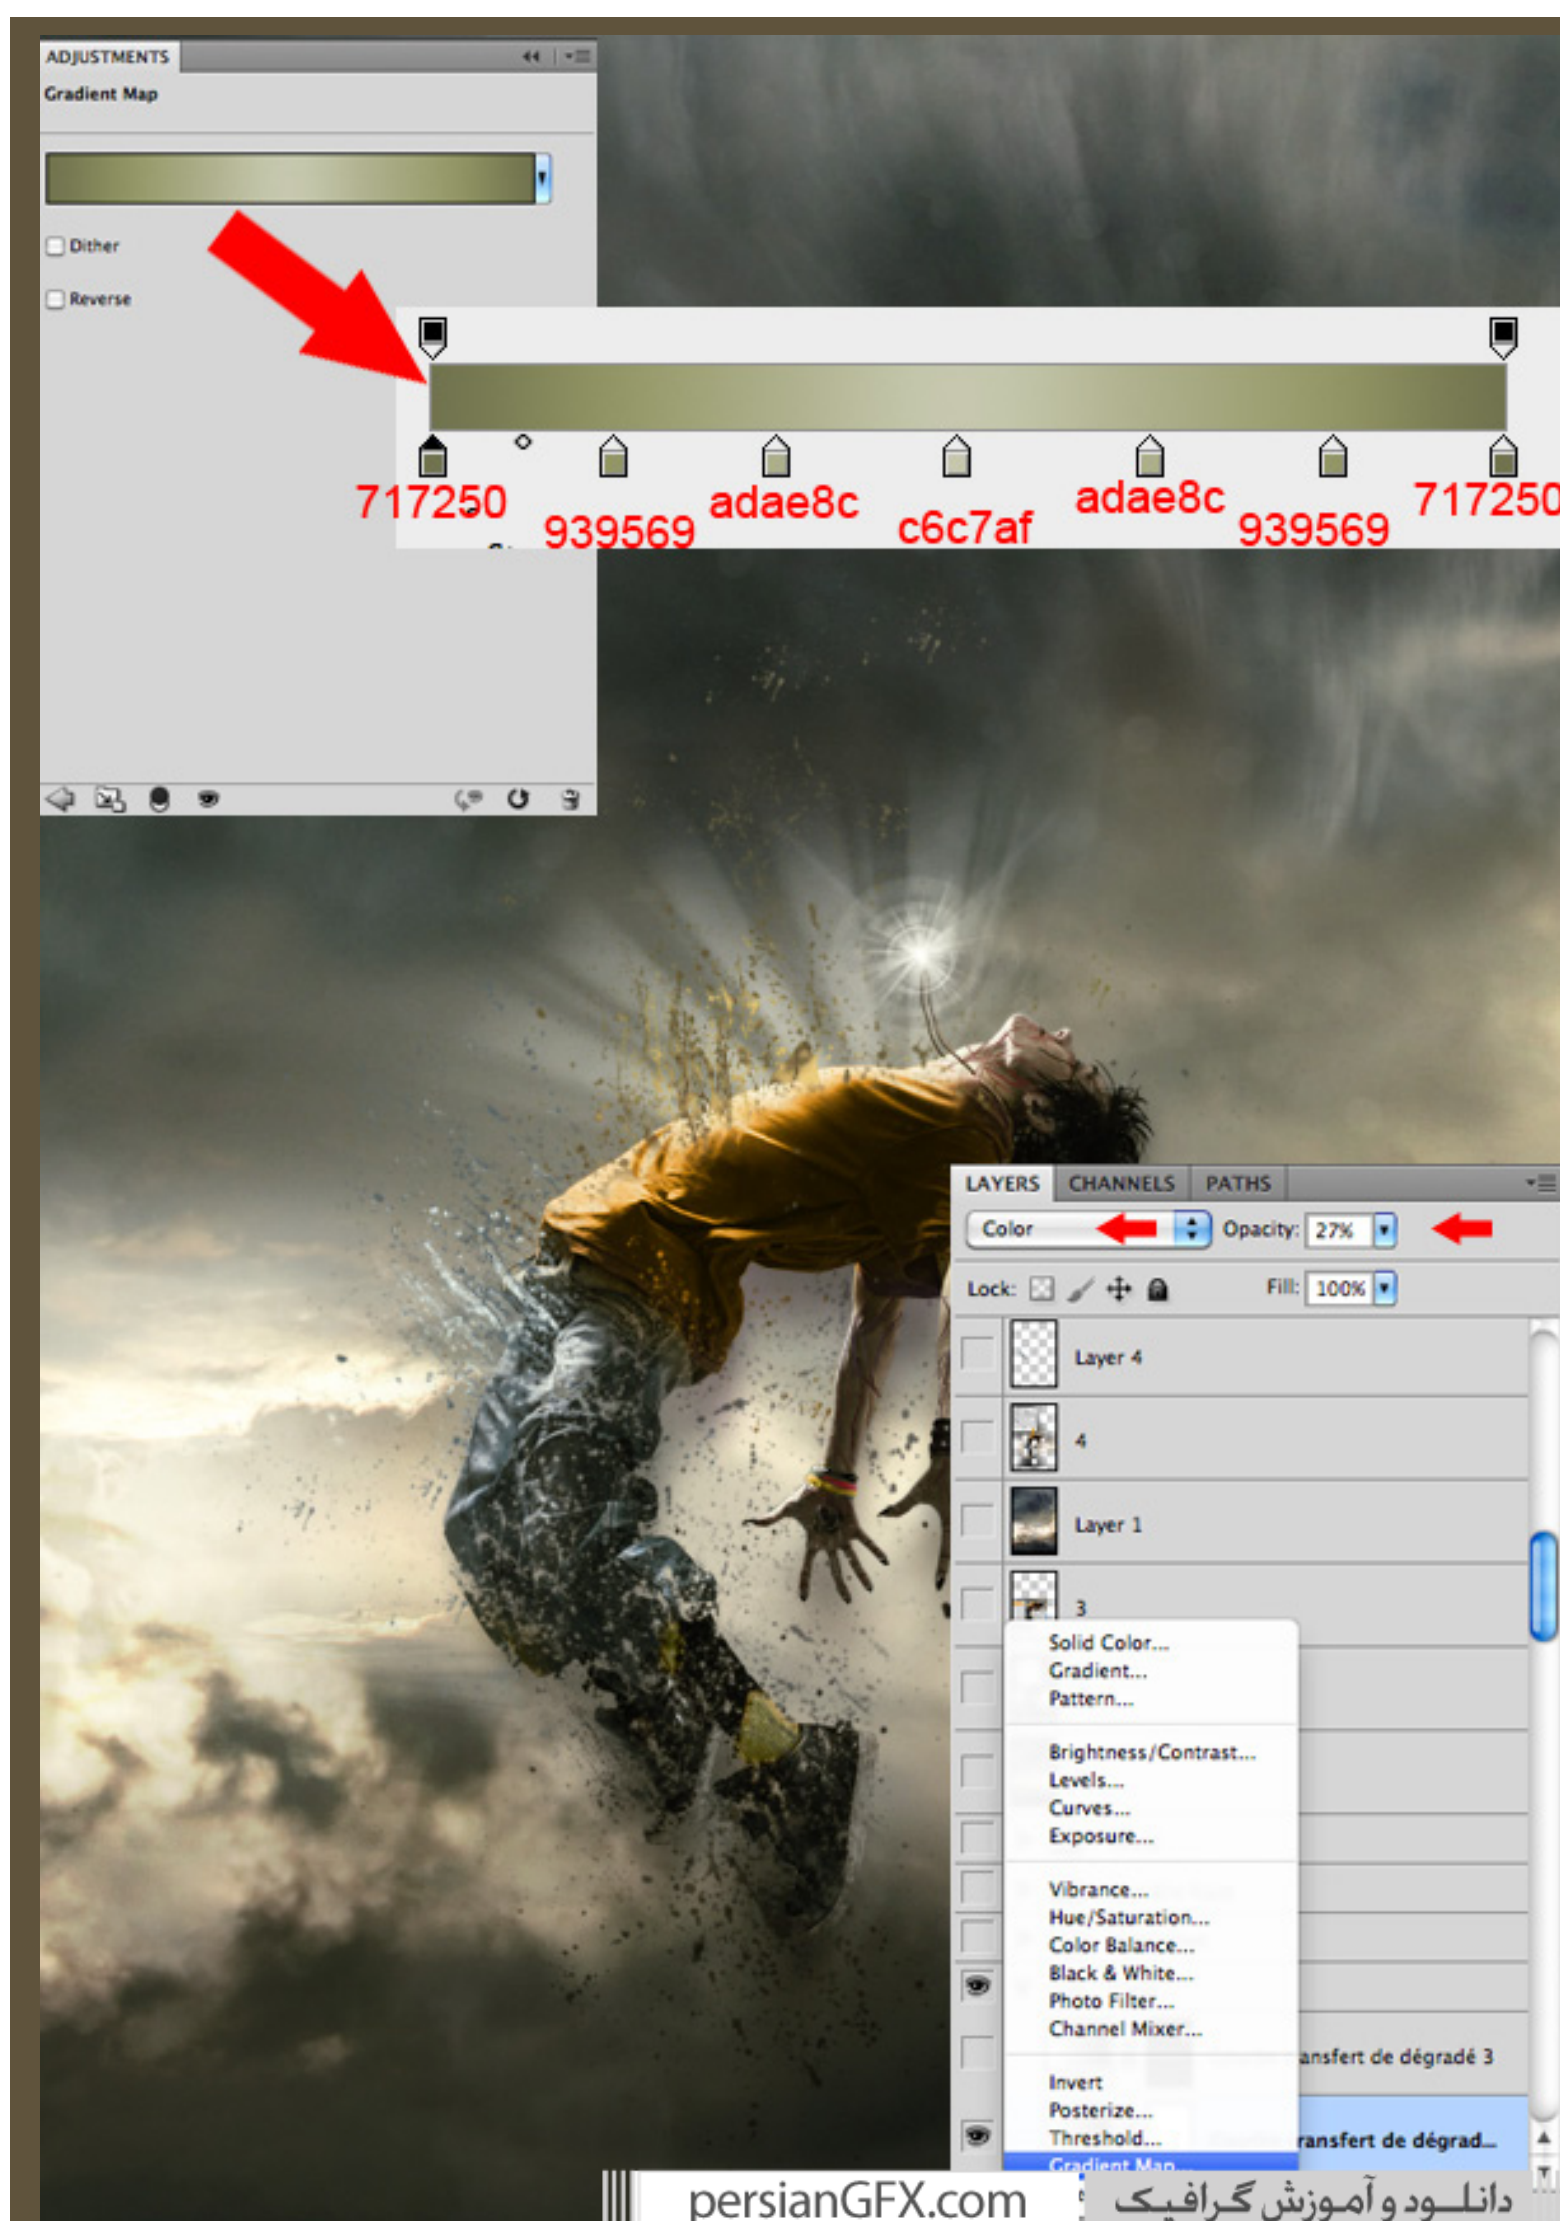 ADJUSTMENTS
Gradient Map
Dither
Reverse
717250
939569
adae8c
c6c7af
adae8c
939569
717250
LAYERS CHANNELS PATHS
Color Opacity: 27%
Lock: Fill: 100%
Layer 4
4
Layer 1
3
Solid Color...
Gradient...
Pattern...
Brightness/Contrast...
Levels...
Curves...
Exposure...
Vibrance...
Hue/Saturation...
Color Balance...
Black & White...
Photo Filter...
Channel Mixer...
ansfert de dégradé 3
Invert
Posterize...
Threshold...
ransfert de dégrad...
Gradient Map...
persianGFX.com
دانلــود و آموزش گرافیک